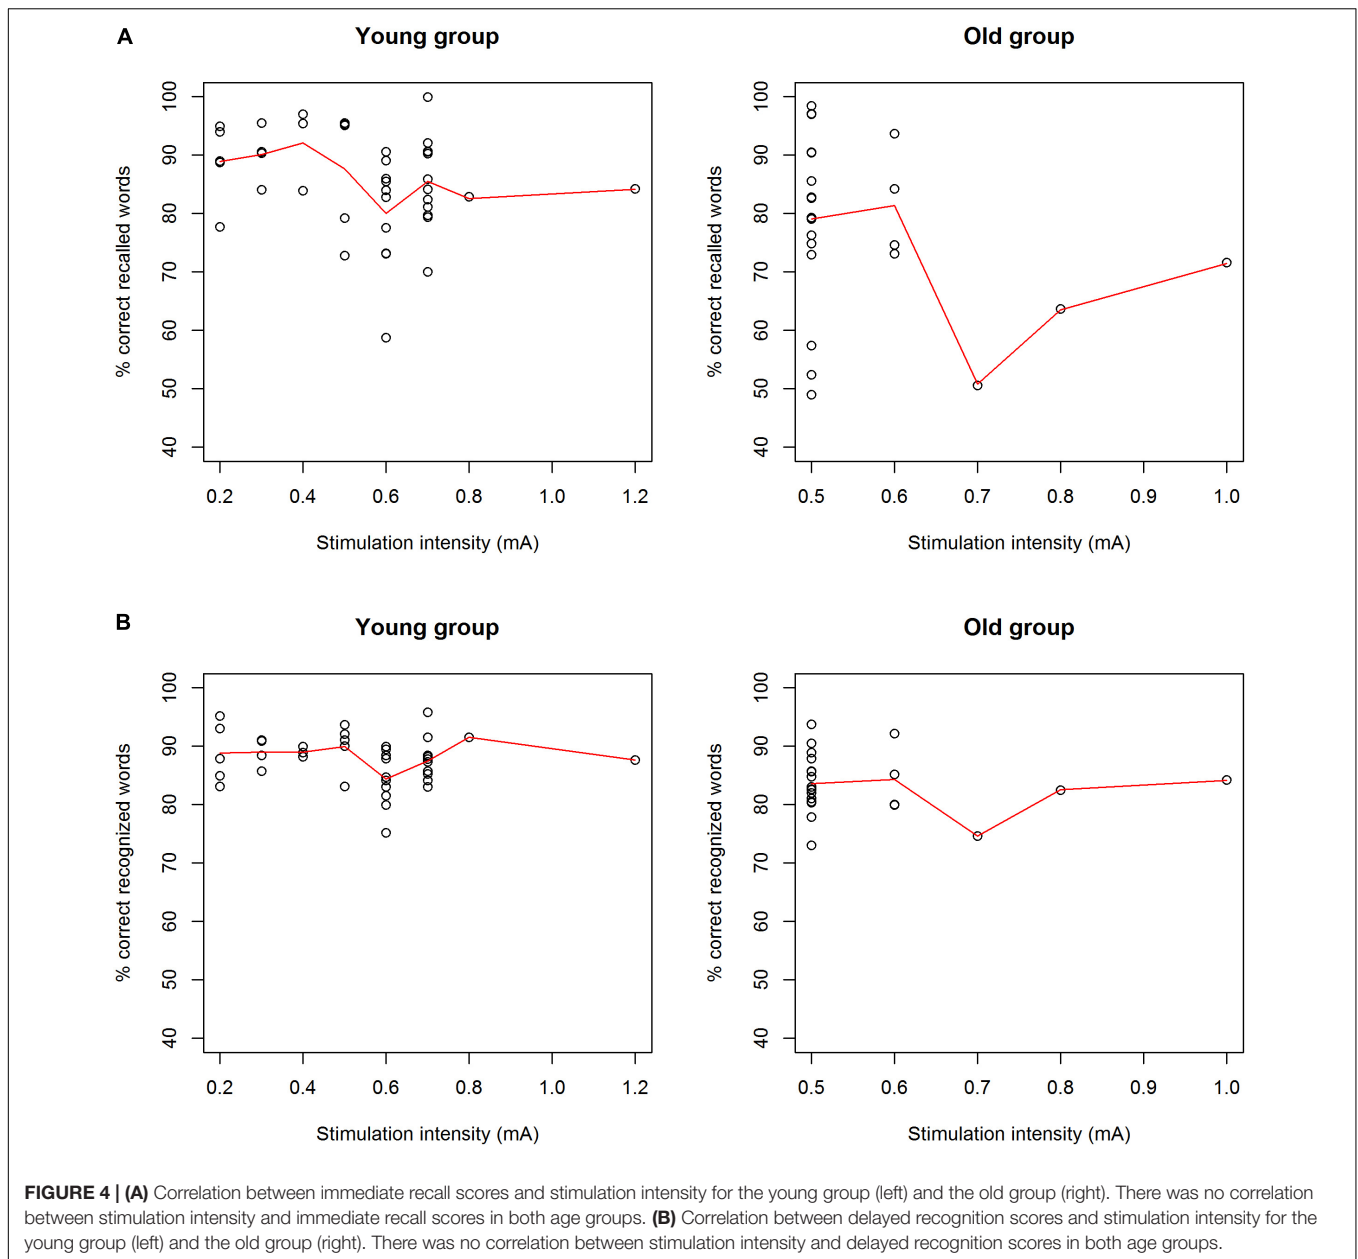 A
Young group
Old group
% correct recalled words
100
90
80
70
60
50
40
0.2 0.4 0.6 0.8 1.0 1.2
Stimulation intensity (mA)
% correct recalled words
100
90
80
70
60
50
40
0.5 0.6 0.7 0.8 0.9 1.0
Stimulation intensity (mA)
B
Young group
Old group
% correct recognized words
100
90
80
70
60
50
40
0.2 0.4 0.6 0.8 1.0 1.2
Stimulation intensity (mA)
% correct recognized words
100
90
80
70
60
50
40
0.5 0.6 0.7 0.8 0.9 1.0
Stimulation intensity (mA)
FIGURE 4 | (A) Correlation between immediate recall scores and stimulation intensity for the young group (left) and the old group (right). There was no correlation
between stimulation intensity and immediate recall scores in both age groups. (B) Correlation between delayed recognition scores and stimulation intensity for the
young group (left) and the old group (right). There was no correlation between stimulation intensity and delayed recognition scores in both age groups.